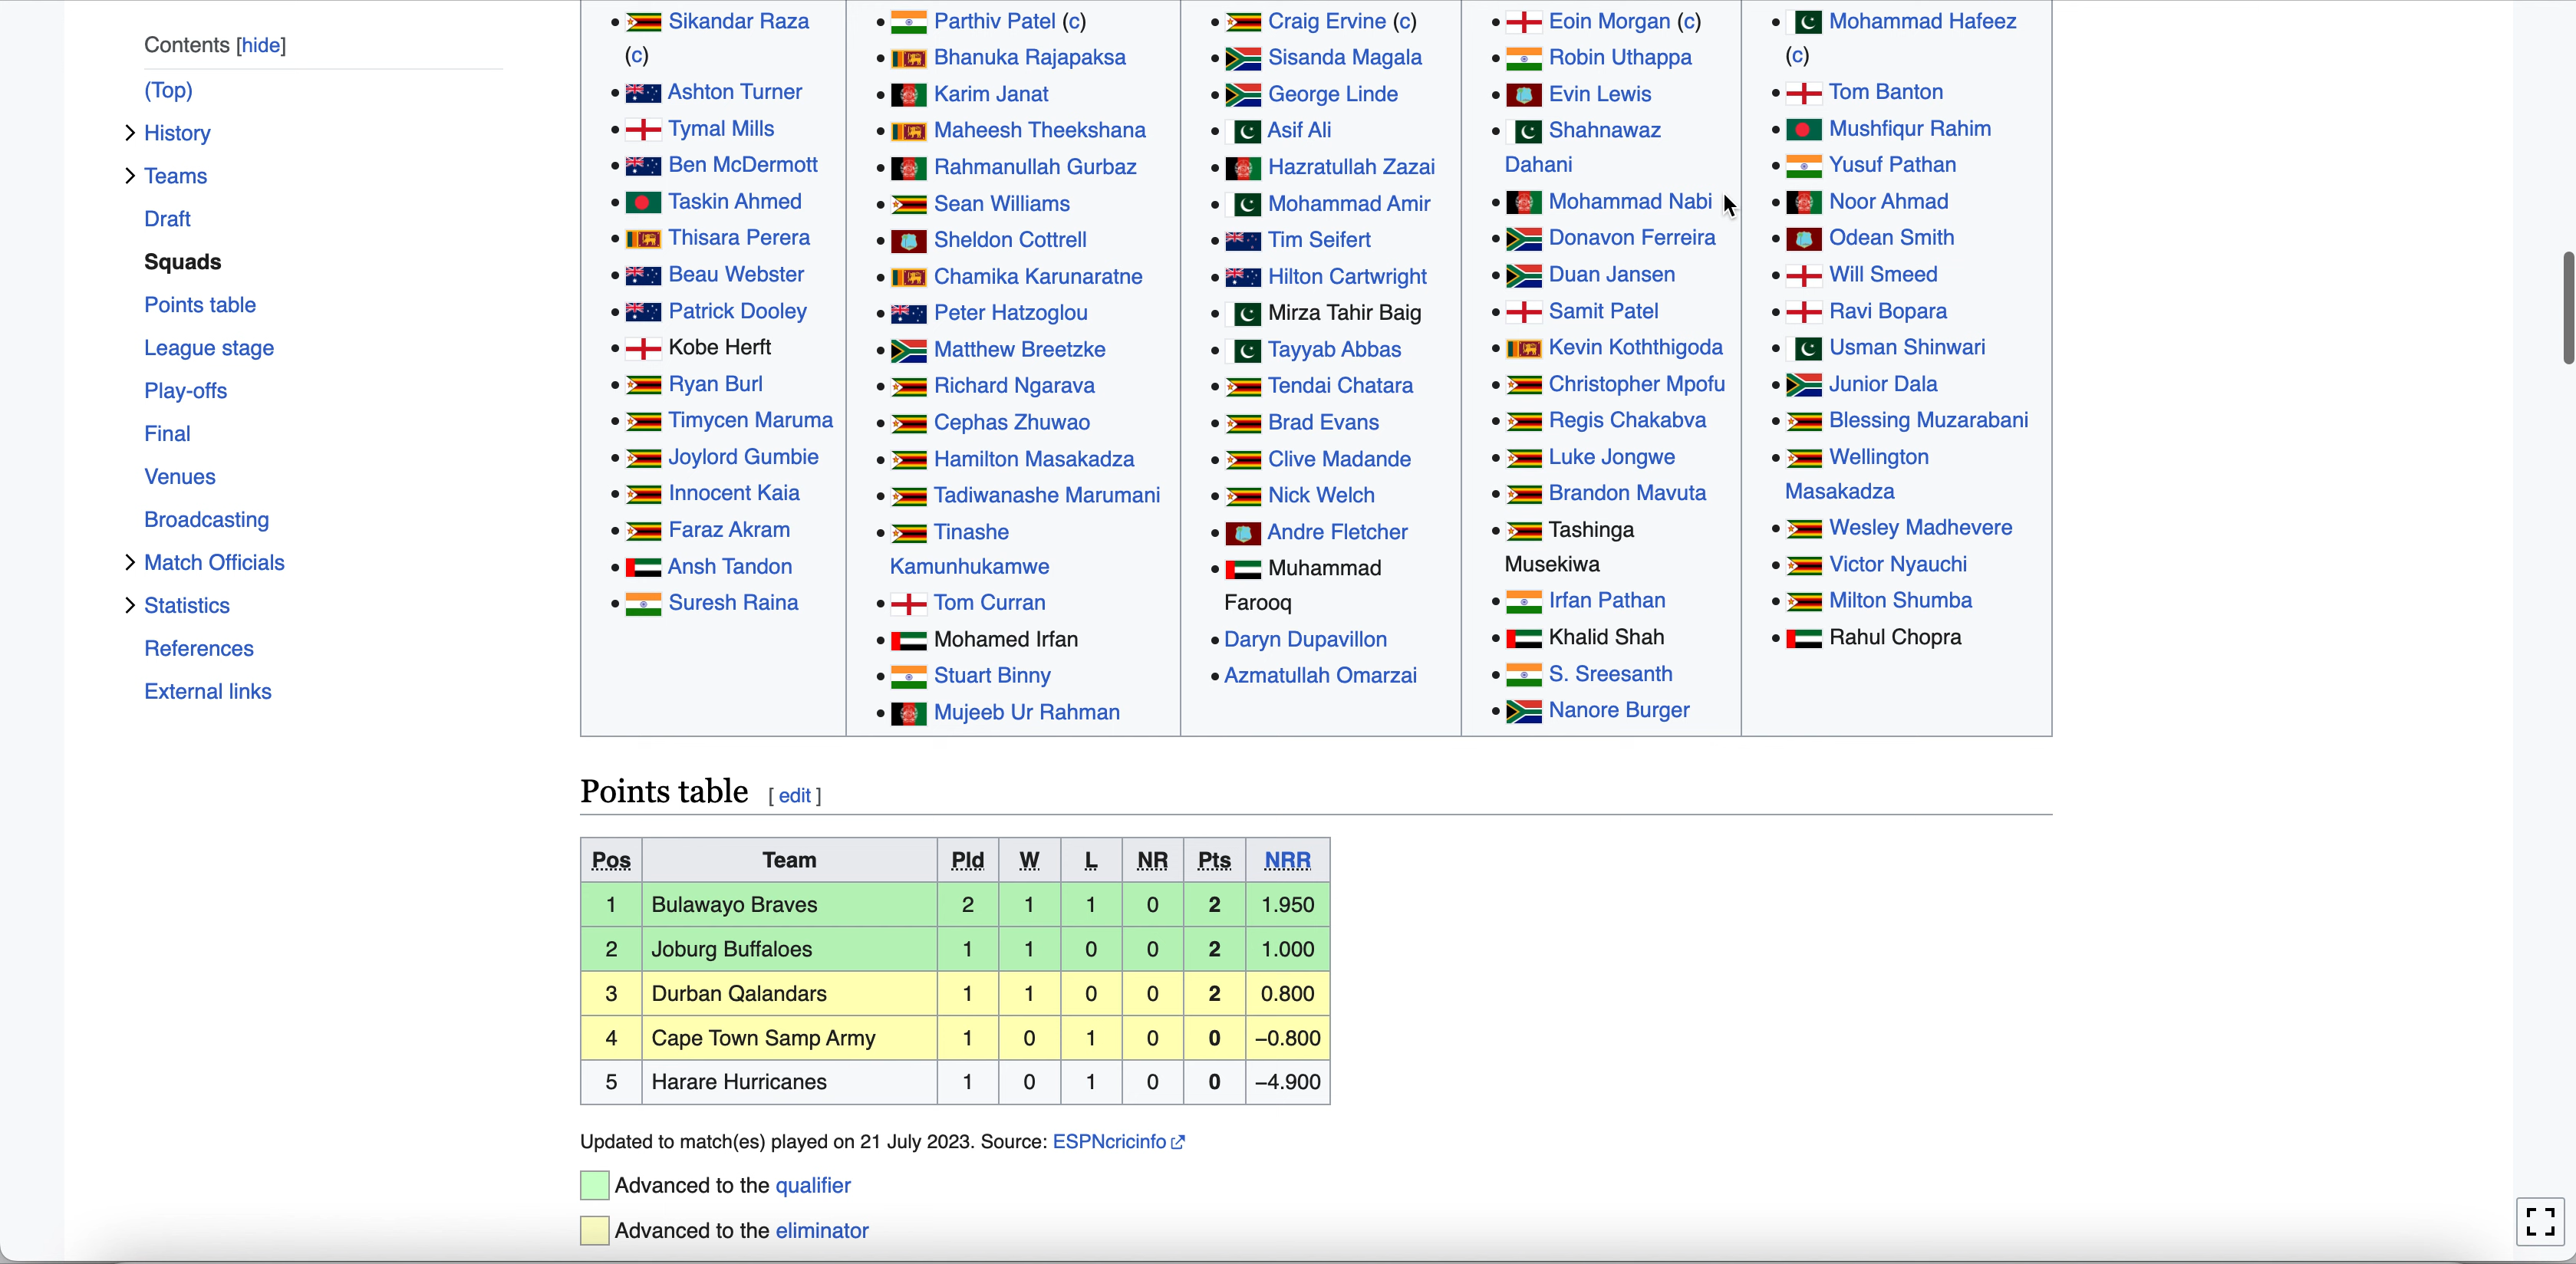 Contents [hide]
(Top)
History
Teams
Draft
Squads
Points table
League stage
Play-offs
Final
Venues
Broadcasting
Match Officials
Statistics
References
External links
Sikandar Raza
(c)
Ashton Turner
Tymal Mills
Ben McDermott
Taskin Ahmed
Thisara Perera
Beau Webster
Patrick Dooley
Kobe Herft
Ryan Burl
Timycen Maruma
Joylord Gumbie
Innocent Kaia
Faraz Akram
Ansh Tandon
Suresh Raina
Parthiv Patel (c)
Bhanuka Rajapaksa
Karim Janat
Maheesh Theekshana
Rahmanullah Gurbaz
Sean Williams
Sheldon Cottrell
Chamika Karunaratne
Peter Hatzoglou
Matthew Breetzke
Richard Ngarava
Cephas Zhuwao
Hamilton Masakadza
Tadiwanashe Marumani
Tinashe
Kamunhukamwe
Tom Curran
Mohamed Irfan
Stuart Binny
Mujeeb Ur Rahman
Craig Ervine (c)
Sisanda Magala
George Linde
Asif Ali
Hazratullah Zazai
Mohammad Amir
Tim Seifert
Hilton Cartwright
Mirza Tahir Baig
Tayyab Abbas
Tendai Chatara
Brad Evans
Clive Madande
Nick Welch
Andre Fletcher
Muhammad
Farooq
Daryn Dupavillon
Azmatullah Omarzai
Eoin Morgan (c)
Robin Uthappa
Evin Lewis
Shahnawaz
Dahani
Mohammad Nabi
Donavon Ferreira
Duan Jansen
Samit Patel
Kevin Koththigoda
Christopher Mpofu
Regis Chakabva
Luke Jongwe
Brandon Mavuta
Tashinga
Musekiwa
Irfan Pathan
Khalid Shah
S. Sreesanth
Nanore Burger
Mohammad Hafeez
(c)
Tom Banton
Mushfiqur Rahim
Yusuf Pathan
Noor Ahmad
Odean Smith
Will Smeed
Ravi Bopara
Usman Shinwari
Junior Dala
Blessing Muzarabani
Wellington
Masakadza
Wesley Madhevere
Victor Nyauchi
Milton Shumba
Rahul Chopra
Points table [ edit ]
Pos Team Pld W L NR Pts NRR
1 Bulawayo Braves 2 1 1 0 2 1.950
2 Joburg Buffaloes 1 1 0 0 2 1.000
3 Durban Qalandars 1 1 0 0 2 0.800
4 Cape Town Samp Army 1 0 1 0 0 −0.800
5 Harare Hurricanes 1 0 1 0 0 −4.900
Updated to match(es) played on 21 July 2023. Source: ESPNcricinfo
Advanced to the qualifier
Advanced to the eliminator